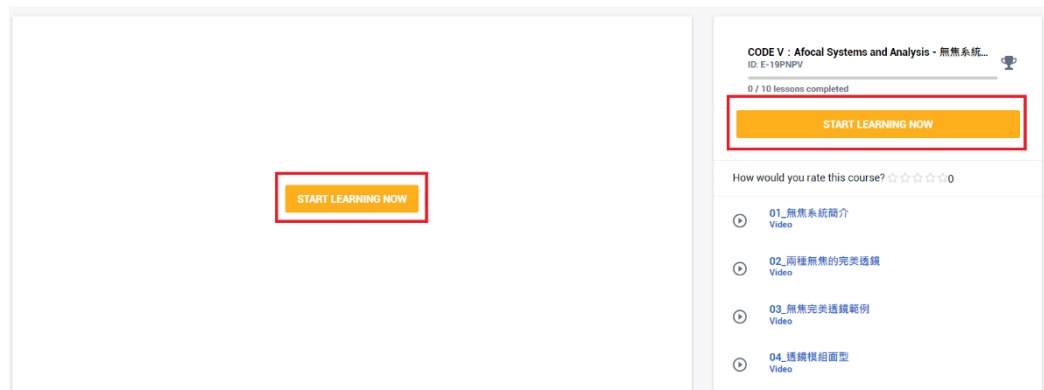 START LEARNING NOW
CODE V：Afocal Systems and Analysis - 無焦系統...
ID: E-19PNPV
0 / 10 lessons completed
START LEARNING NOW
How would you rate this course? 0
01_無焦系統簡介
Video
02_兩種無焦的完美透鏡
Video
03_無焦完美透鏡範例
Video
04_透鏡模組面型
Video